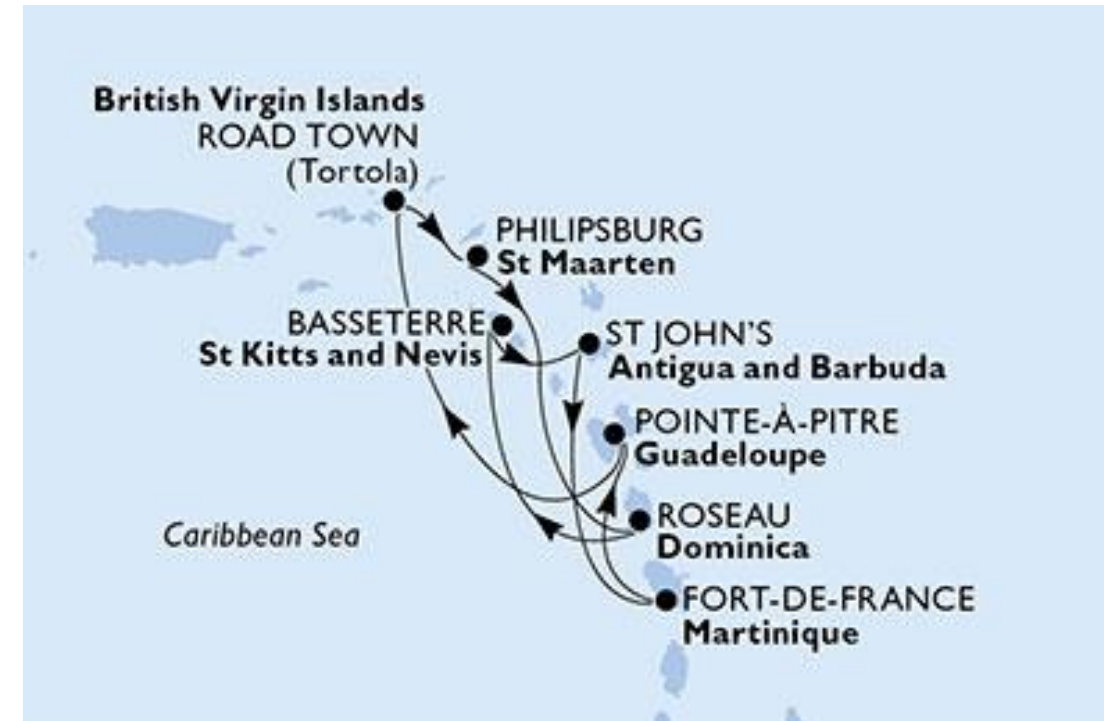 British Virgin Islands
ROAD TOWN
(Tortola)
PHILIPSBURG
St Maarten
BASSETERRE
St Kitts and Nevis
ST JOHN'S
Antigua and Barbuda
POINTE-À-PITRE
Guadeloupe
ROSEAU
Dominica
Caribbean Sea
FORT-DE-FRANCE
Martinique